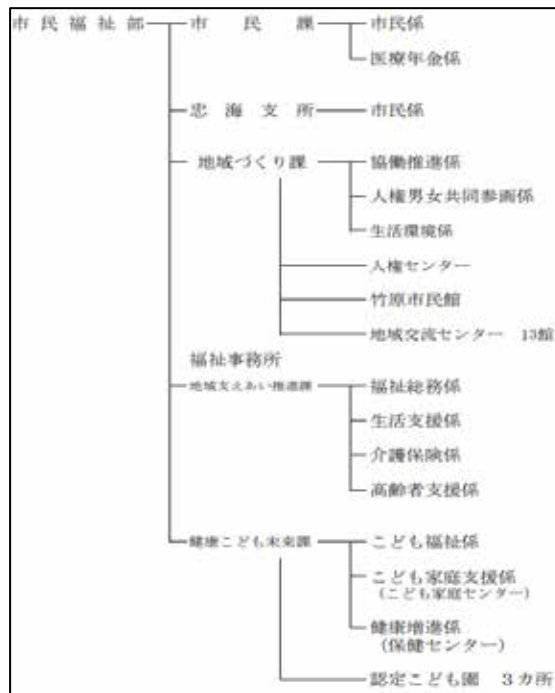 市民福祉部 市民課 市民係
医療年金係
忠海支所 市民係
地域づくり課 協働推進係
人権男女共同参画係
生活環境係
人権センター
竹原市民館
地域交流センター 13館
福祉事務所
地域支えあい推進課 福祉総務係
生活支援係
介護保険係
高齢者支援係
健康こども未来課 こども福祉係
こども家庭支援係
(こども家庭センター)
健康増進係
(保健センター)
認定こども園 3カ所